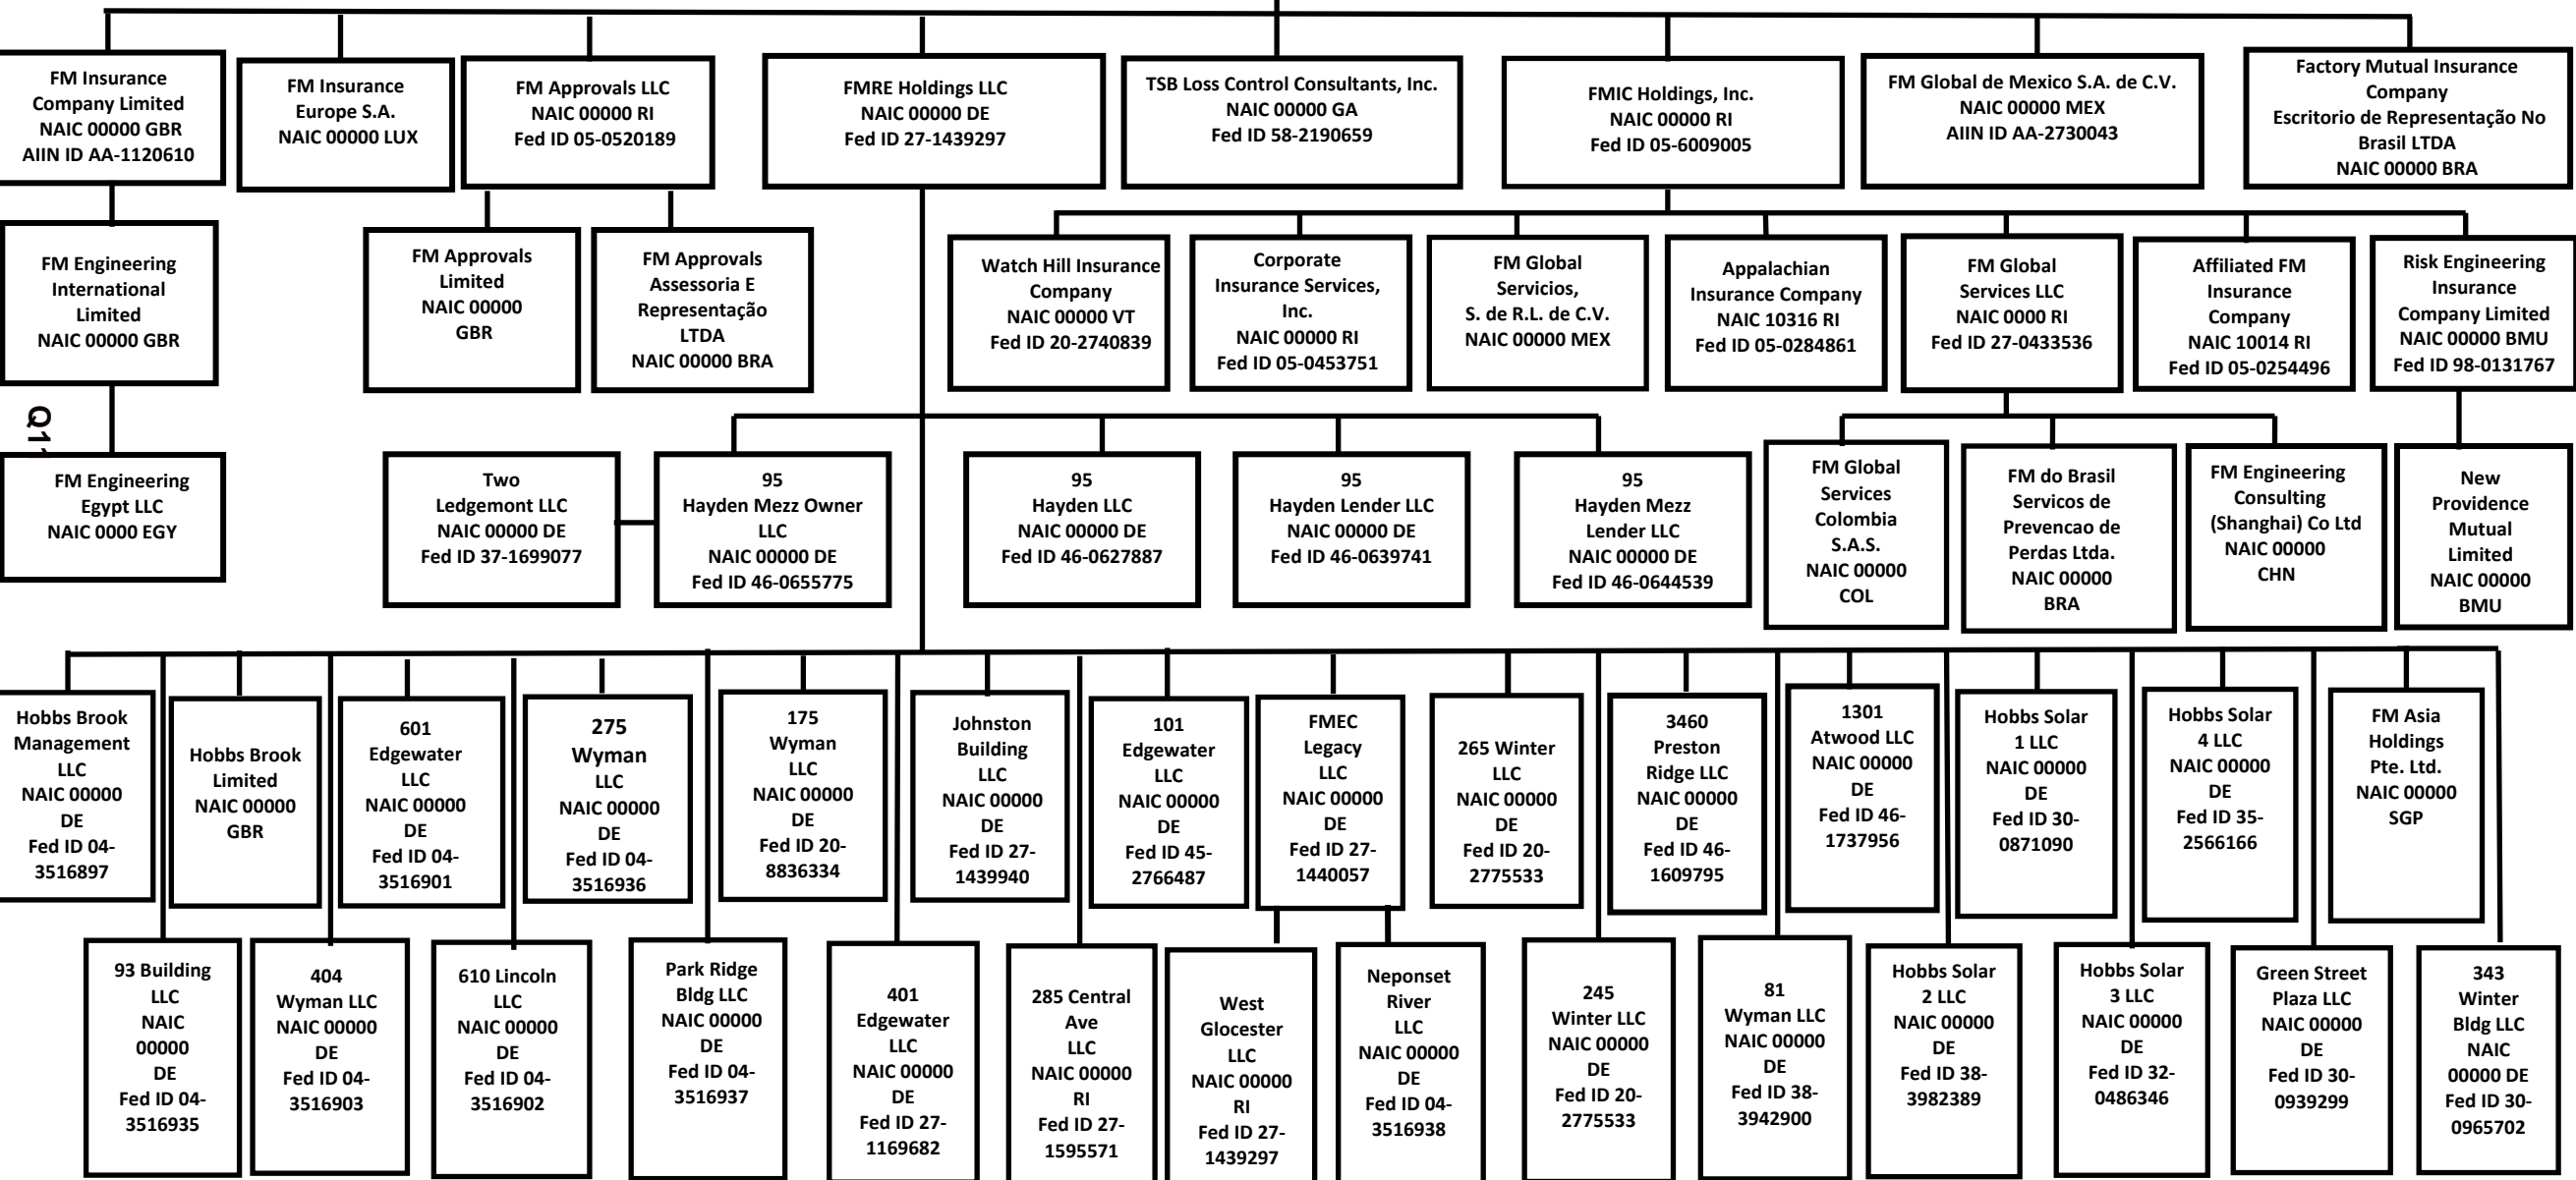 FM Insurance
Company Limited
NAIC 00000 GBR
AIIN ID AA-1120610
FM Insurance
Europe S.A.
NAIC 00000 LUX
FM Approvals LLC
NAIC 00000 RI
Fed ID 05-0520189
FMRE Holdings LLC
NAIC 00000 DE
Fed ID 27-1439297
TSB Loss Control Consultants, Inc.
NAIC 00000 GA
Fed ID 58-2190659
FMIC Holdings, Inc.
NAIC 00000 RI
Fed ID 05-6009005
FM Global de Mexico S.A. de C.V.
NAIC 00000 MEX
AIIN ID AA-2730043
Factory Mutual Insurance
Company
Escritorio de Representação No
Brasil LTDA
NAIC 00000 BRA
FM Engineering
International
Limited
NAIC 00000 GBR
FM Approvals
Limited
NAIC 00000
GBR
FM Approvals
Assessoria E
Representação
LTDA
NAIC 00000 BRA
Watch Hill Insurance
Company
NAIC 00000 VT
Fed ID 20-2740839
Corporate
Insurance Services,
Inc.
NAIC 00000 RI
Fed ID 05-0453751
FM Global
Servicios,
S. de R.L. de C.V.
NAIC 00000 MEX
Appalachian
Insurance Company
NAIC 10316 RI
Fed ID 05-0284861
FM Global
Services LLC
NAIC 0000 RI
Fed ID 27-0433536
Affiliated FM
Insurance
Company
NAIC 10014 RI
Fed ID 05-0254496
Risk Engineering
Insurance
Company Limited
NAIC 00000 BMU
Fed ID 98-0131767
FM Engineering
Egypt LLC
NAIC 0000 EGY
Two
Ledgemont LLC
NAIC 00000 DE
Fed ID 37-1699077
95
Hayden Mezz Owner
LLC
NAIC 00000 DE
Fed ID 46-0655775
95
Hayden LLC
NAIC 00000 DE
Fed ID 46-0627887
95
Hayden Lender LLC
NAIC 00000 DE
Fed ID 46-0639741
95
Hayden Mezz
Lender LLC
NAIC 00000 DE
Fed ID 46-0644539
FM Global
Services
Colombia
S.A.S.
NAIC 00000
COL
FM do Brasil
Servicos de
Prevencao de
Perdas Ltda.
NAIC 00000
BRA
FM Engineering
Consulting
(Shanghai) Co Ltd
NAIC 00000
CHN
New
Providence
Mutual
Limited
NAIC 00000
BMU
Hobbs Brook
Management
LLC
NAIC 00000
DE
Fed ID 04-
3516897
Hobbs Brook
Limited
NAIC 00000
GBR
601
Edgewater
LLC
NAIC 00000
DE
Fed ID 04-
3516901
275
Wyman
LLC
NAIC 00000
DE
Fed ID 04-
3516936
175
Wyman
LLC
NAIC 00000
DE
Fed ID 20-
8836334
Johnston
Building
LLC
NAIC 00000
DE
Fed ID 27-
1439940
101
Edgewater
LLC
NAIC 00000
DE
Fed ID 45-
2766487
FMEC
Legacy
LLC
NAIC 00000
DE
Fed ID 27-
1440057
265 Winter
LLC
NAIC 00000
DE
Fed ID 20-
2775533
3460
Preston
Ridge LLC
NAIC 00000
DE
Fed ID 46-
1609795
1301
Atwood LLC
NAIC 00000
DE
Fed ID 46-
1737956
Hobbs Solar
1 LLC
NAIC 00000
DE
Fed ID 30-
0871090
Hobbs Solar
4 LLC
NAIC 00000
DE
Fed ID 35-
2566166
FM Asia
Holdings
Pte. Ltd.
NAIC 00000
SGP
93 Building
LLC
NAIC
00000
DE
Fed ID 04-
3516935
404
Wyman LLC
NAIC 00000
DE
Fed ID 04-
3516903
610 Lincoln
LLC
NAIC 00000
DE
Fed ID 04-
3516902
Park Ridge
Bldg LLC
NAIC 00000
DE
Fed ID 04-
3516937
401
Edgewater
LLC
NAIC 00000
DE
Fed ID 27-
1169682
285 Central
Ave
LLC
NAIC 00000
RI
Fed ID 27-
1595571
West
Glocester
LLC
NAIC 00000
RI
Fed ID 27-
1439297
Neponset
River
LLC
NAIC 00000
DE
Fed ID 04-
3516938
245
Winter LLC
NAIC 00000
DE
Fed ID 20-
2775533
81
Wyman LLC
NAIC 00000
DE
Fed ID 38-
3942900
Hobbs Solar
2 LLC
NAIC 00000
DE
Fed ID 38-
3982389
Hobbs Solar
3 LLC
NAIC 00000
DE
Fed ID 32-
0486346
Green Street
Plaza LLC
NAIC 00000
DE
Fed ID 30-
0939299
343
Winter
Bldg LLC
NAIC
00000 DE
Fed ID 30-
0965702